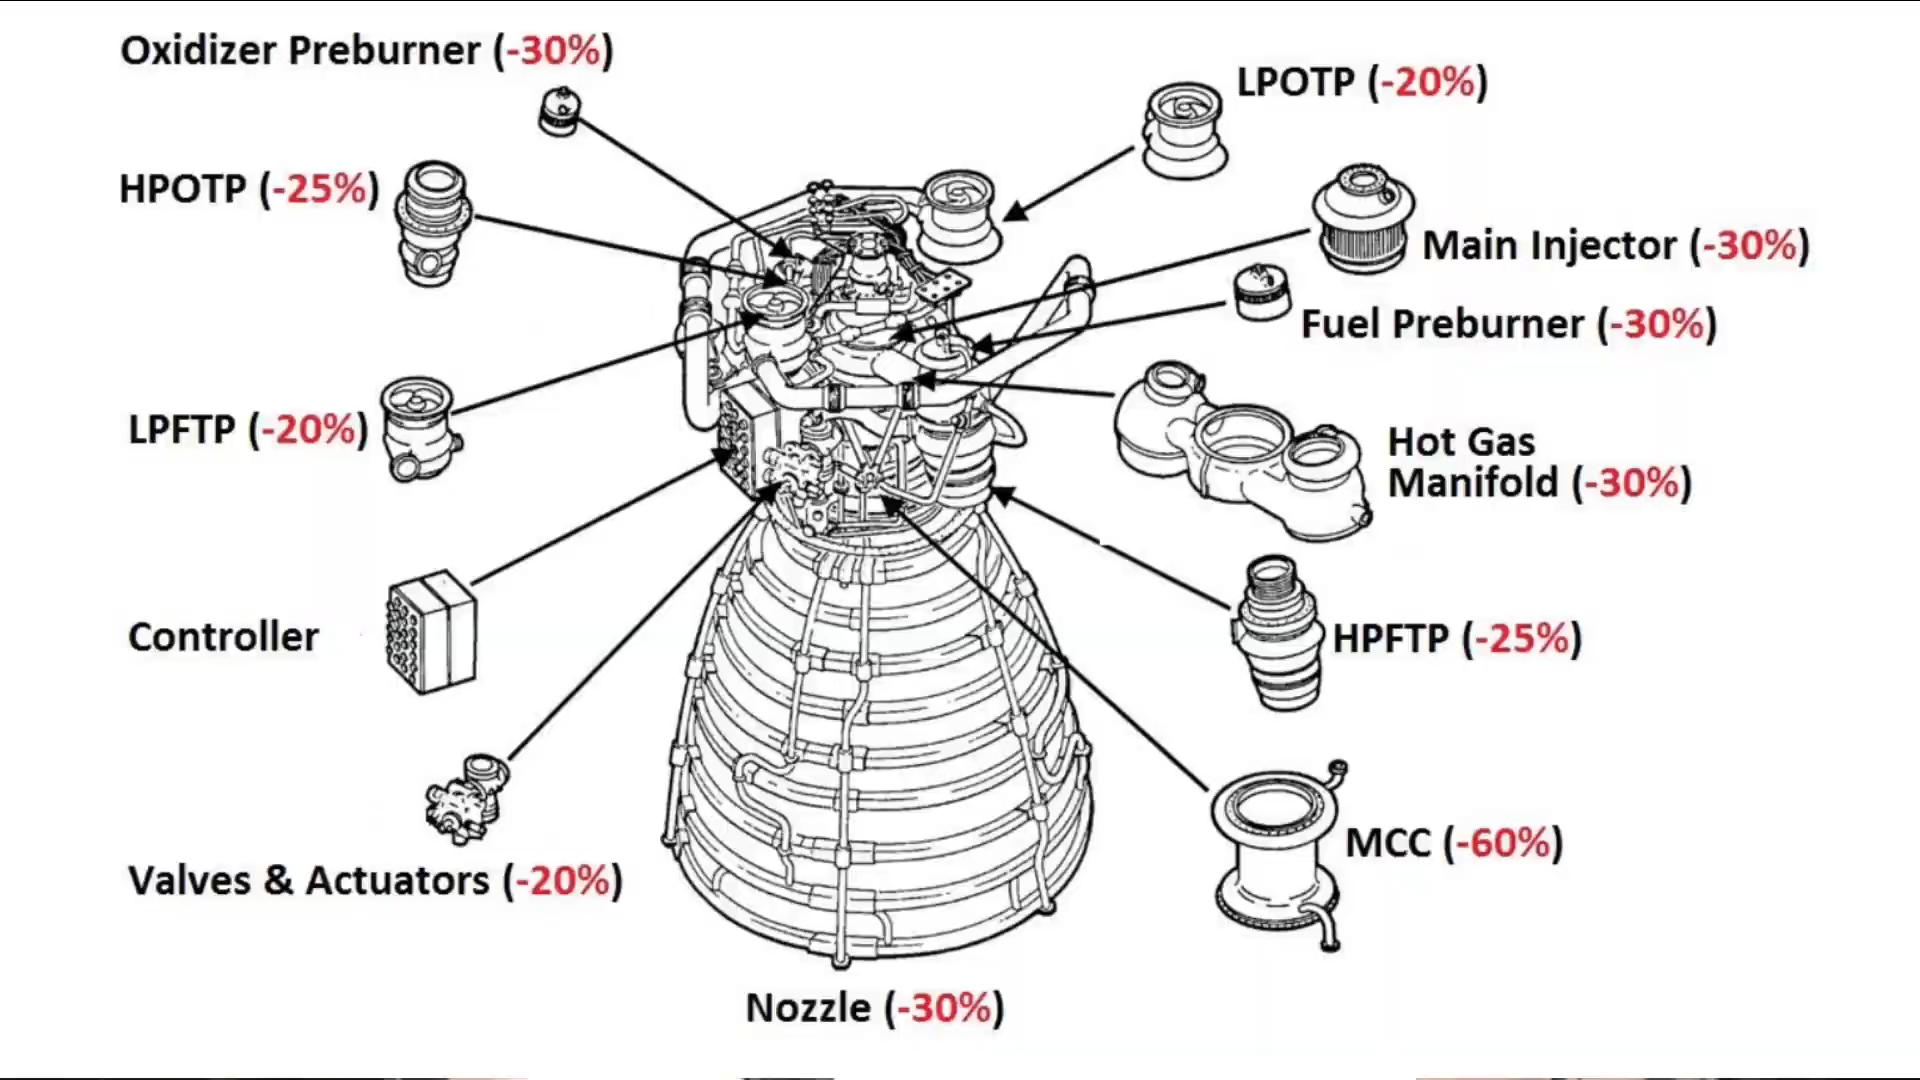 Oxidizer Preburner (-30%)
LPOTP (-20%)
HPOTP (-25%)
Main Injector (-30%)
Fuel Preburner (-30%)
LPFTP (-20%)
Hot Gas
Manifold (-30%)
Controller
HPFTP (-25%)
MCC (-60%)
Valves & Actuators (-20%)
Nozzle (-30%)